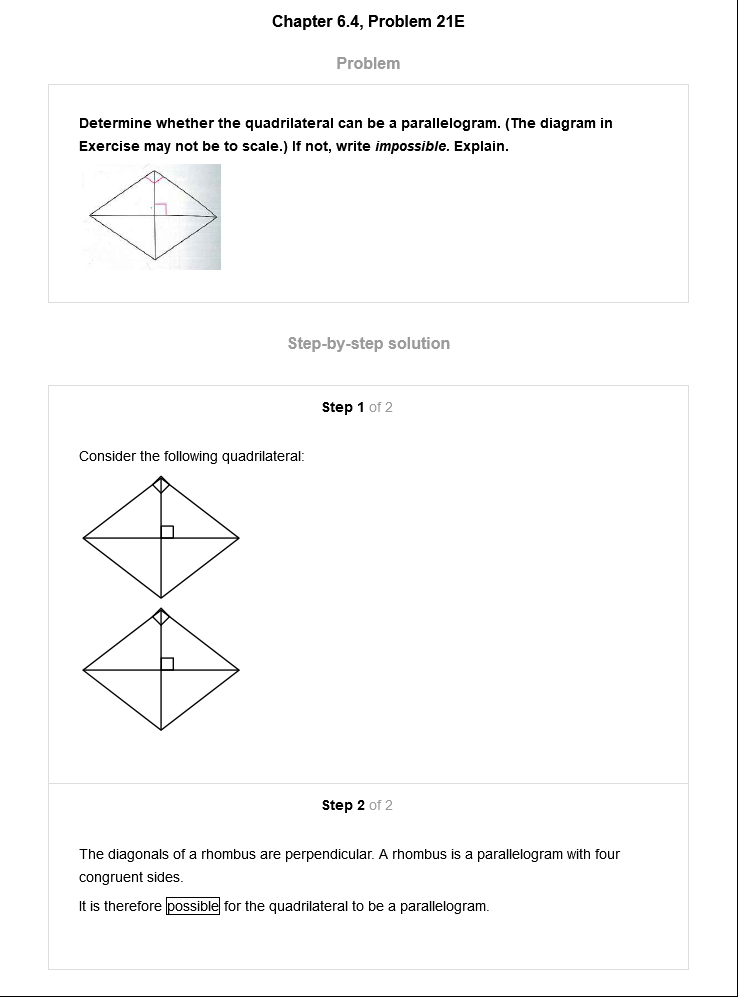 Chapter 6.4, Problem 21E
Problem
Determine whether the quadrilateral can be a parallelogram. (The diagram in
Exercise may not be to scale.) If not, write impossible. Explain.
Step-by-step solution
Step 1 of 2
Consider the following quadrilateral:
Step 2 of 2
The diagonals of a rhombus are perpendicular. A rhombus is a parallelogram with four
congruent sides.
It is therefore possible for the quadrilateral to be a parallelogram.